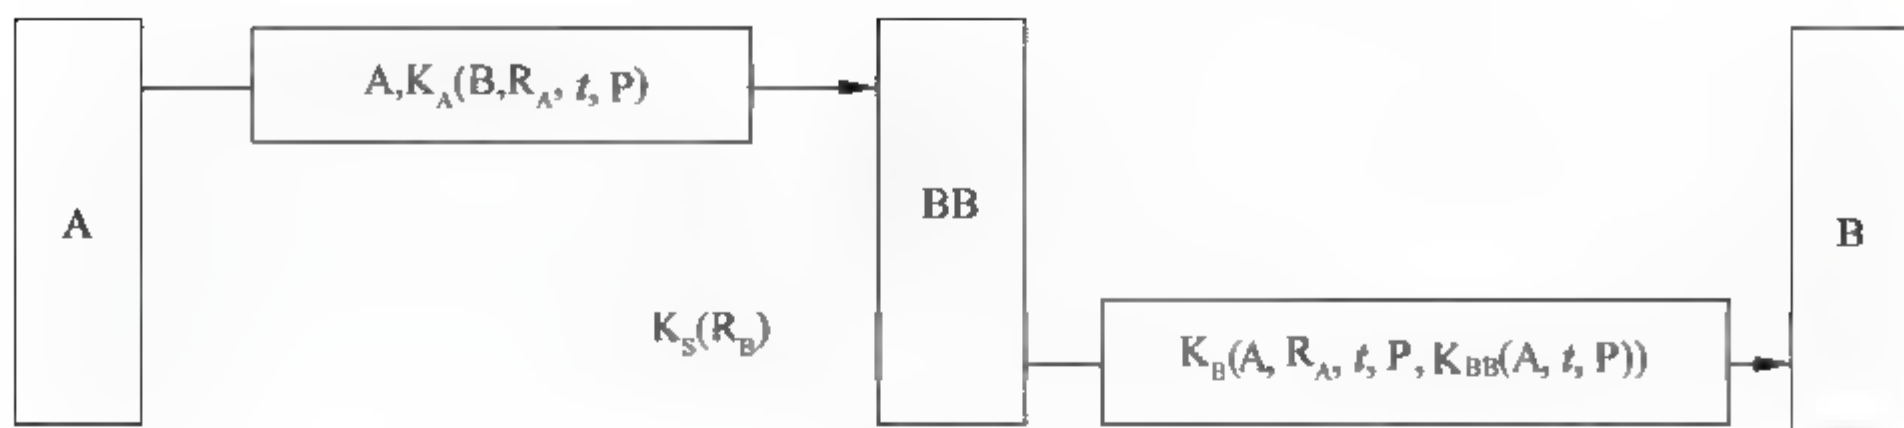 A,K_A(B,R_A, t, P)
BB
A
B
K_S(R_B)
K_B(A, R_A, t, P, K_BB(A, t, P))